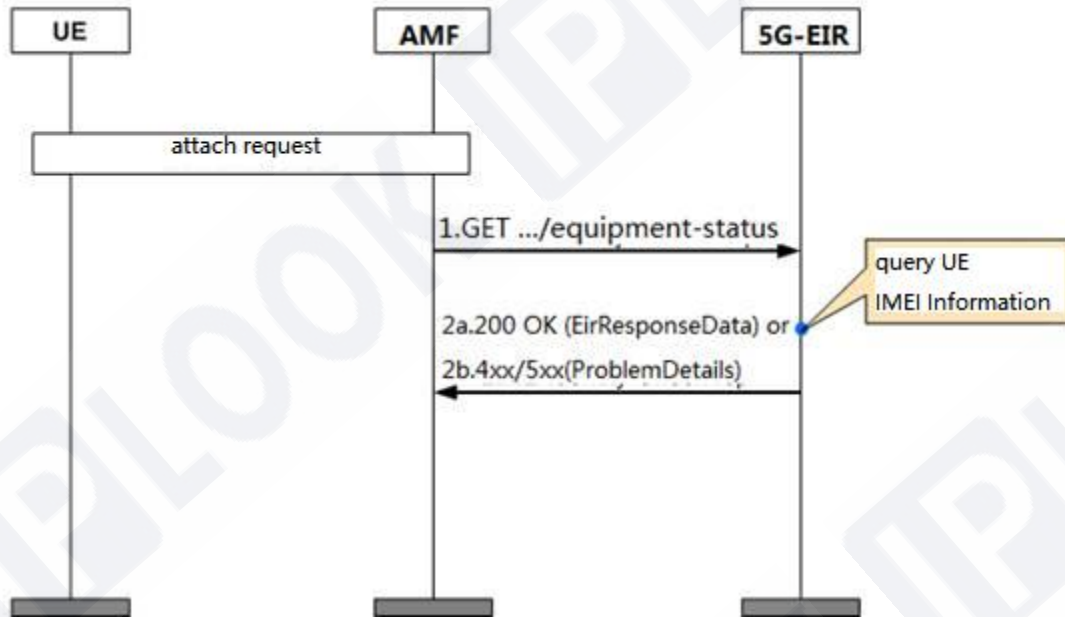 UE
AMF
5G-EIR
attach request
1.GET .../equipment-status
query UE
IMEI Information
2a.200 OK (EirResponseData) or
2b.4xx/5xx(ProblemDetails)
IPLOOK